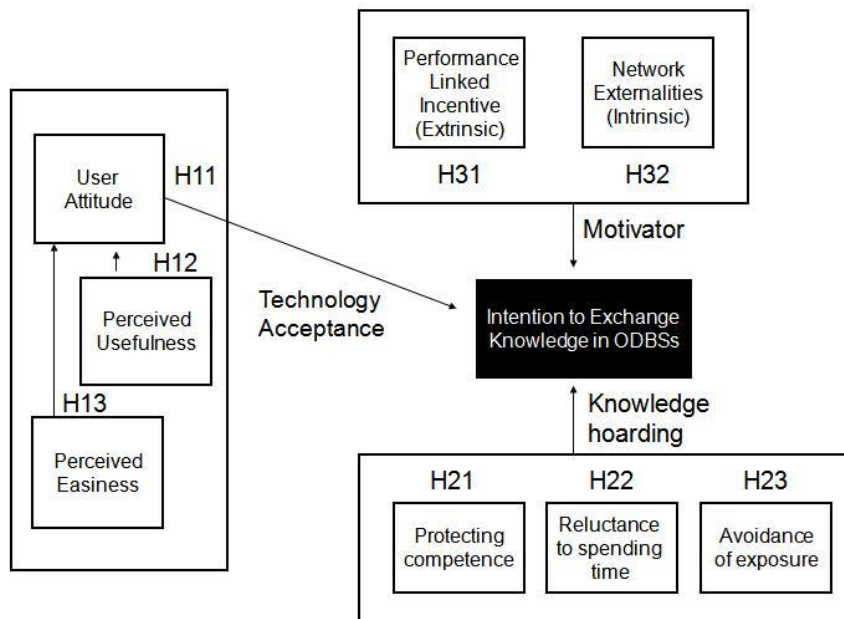 Performance
Linked
Incentive
(Extrinsic)
H31
Network
Externalities
(Intrinsic)
H32
Motivator
User
Attitude
H11
H12
Perceived
Usefulness
H13
Perceived
Easiness
Technology
Acceptance
Intention to Exchange
Knowledge in ODBSs
Knowledge
hoarding
H21
Protecting
competence
H22
Reluctance
to spending
time
H23
Avoidance
of exposure